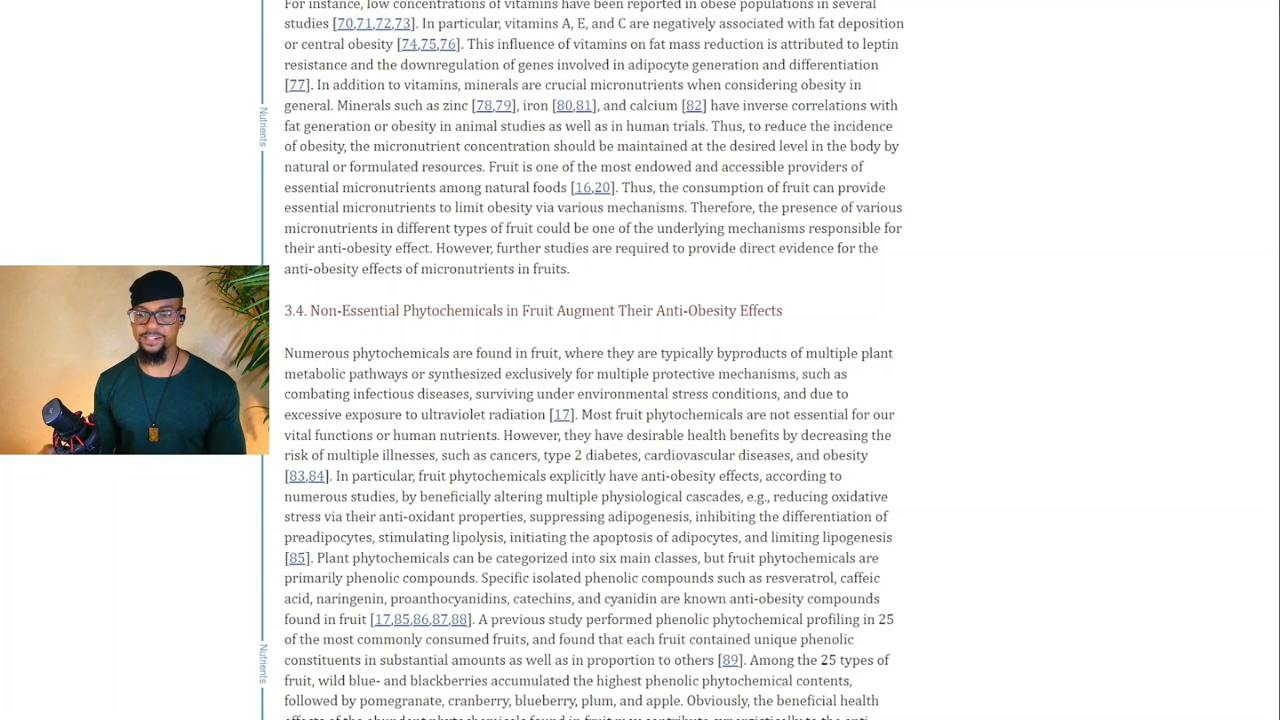 For instance, low concentrations of vitamins have been reported in obese populations in several
studies [70,71,72,73]. In particular, vitamins A, E, and C are negatively associated with fat deposition
or central obesity [74,75,76]. This influence of vitamins on fat mass reduction is attributed to leptin
resistance and the downregulation of genes involved in adipocyte generation and differentiation
[77]. In addition to vitamins, minerals are crucial micronutrients when considering obesity in
general. Minerals such as zinc [78,79], iron [80,81], and calcium [82] have inverse correlations with
fat generation or obesity in animal studies as well as in human trials. Thus, to reduce the incidence
of obesity, the micronutrient concentration should be maintained at the desired level in the body by
natural or formulated resources. Fruit is one of the most endowed and accessible providers of
essential micronutrients among natural foods [16,20]. Thus, the consumption of fruit can provide
essential micronutrients to limit obesity via various mechanisms. Therefore, the presence of various
micronutrients in different types of fruit could be one of the underlying mechanisms responsible for
their anti-obesity effect. However, further studies are required to provide direct evidence for the
anti-obesity effects of micronutrients in fruits.
3.4. Non-Essential Phytochemicals in Fruit Augment Their Anti-Obesity Effects
Numerous phytochemicals are found in fruit, where they are typically byproducts of multiple plant
metabolic pathways or synthesized exclusively for multiple protective mechanisms, such as
combating infectious diseases, surviving under environmental stress conditions, and due to
excessive exposure to ultraviolet radiation [17]. Most fruit phytochemicals are not essential for our
vital functions or human nutrients. However, they have desirable health benefits by decreasing the
risk of multiple illnesses, such as cancers, type 2 diabetes, cardiovascular diseases, and obesity
[83,84]. In particular, fruit phytochemicals explicitly have anti-obesity effects, according to
numerous studies, by beneficially altering multiple physiological cascades, e.g., reducing oxidative
stress via their anti-oxidant properties, suppressing adipogenesis, inhibiting the differentiation of
preadipocytes, stimulating lipolysis, initiating the apoptosis of adipocytes, and limiting lipogenesis
[85]. Plant phytochemicals can be categorized into six main classes, but fruit phytochemicals are
primarily phenolic compounds. Specific isolated phenolic compounds such as resveratrol, caffeic
acid, naringenin, proanthocyanidins, catechins, and cyanidin are known anti-obesity compounds
found in fruit [17,85,86,87,88]. A previous study performed phenolic phytochemical profiling in 25
of the most commonly consumed fruits, and found that each fruit contained unique phenolic
constituents in substantial amounts as well as in proportion to others [89]. Among the 25 types of
fruit, wild blue- and blackberries accumulated the highest phenolic phytochemical contents,
followed by pomegranate, cranberry, blueberry, plum, and apple. Obviously, the beneficial health
effects of the abundant phytochemicals found in fruit may contribute synergistically to the anti-
Nutrients
Nutrients